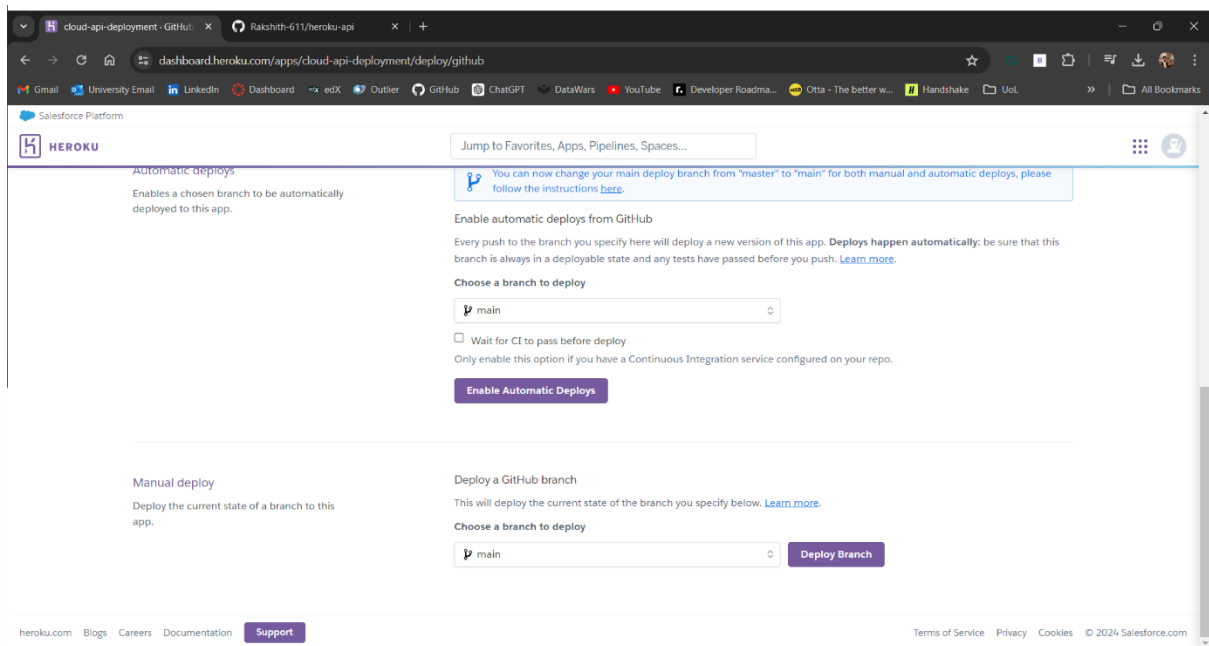 cloud-api-deployment · GitHub
Rakshith-611/heroku-api
dashboard.heroku.com/apps/cloud-api-deployment/deploy/github
Gmail University Email LinkedIn Dashboard edX Outlier GitHub ChatGPT DataWars YouTube Developer Roadma... Otta - The better w... Handshake UoL » All Bookmarks
Salesforce Platform
HEROKU
Jump to Favorites, Apps, Pipelines, Spaces...
Automatic deploys
Enables a chosen branch to be automatically
deployed to this app.
You can now change your main deploy branch from "master" to "main" for both manual and automatic deploys, please
follow the instructions here.
Enable automatic deploys from GitHub
Every push to the branch you specify here will deploy a new version of this app. Deploys happen automatically: be sure that this
branch is always in a deployable state and any tests have passed before you push. Learn more.
Choose a branch to deploy
main
Wait for CI to pass before deploy
Only enable this option if you have a Continuous Integration service configured on your repo.
Enable Automatic Deploys
Manual deploy
Deploy the current state of a branch to this
app.
Deploy a GitHub branch
This will deploy the current state of the branch you specify below. Learn more.
Choose a branch to deploy
main
Deploy Branch
heroku.com Blogs Careers Documentation Support
Terms of Service Privacy Cookies © 2024 Salesforce.com